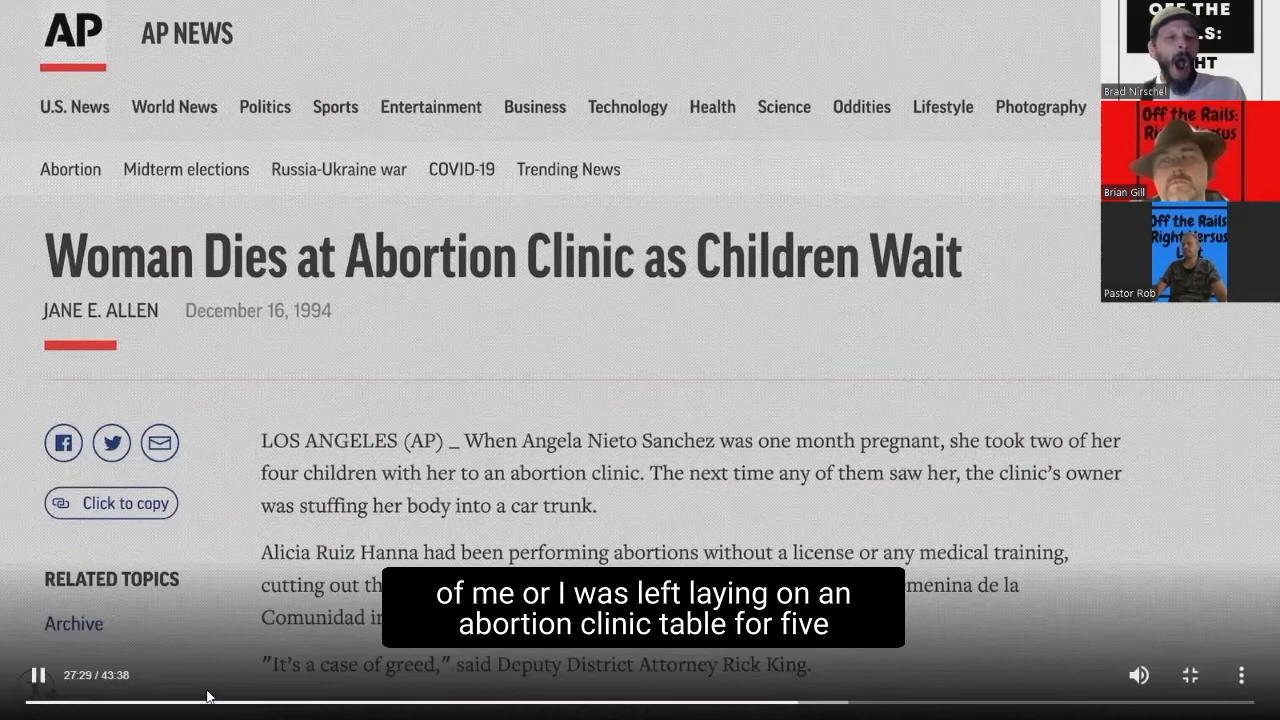 AP AP NEWS
U.S. News World News Politics Sports Entertainment Business Technology Health Science Oddities Lifestyle Photography
Abortion Midterm elections Russia-Ukraine war COVID-19 Trending News
Woman Dies at Abortion Clinic as Children Wait
JANE E. ALLEN December 16, 1994
Click to copy
RELATED TOPICS
Archive
LOS ANGELES (AP) _ When Angela Nieto Sanchez was one month pregnant, she took two of her
four children with her to an abortion clinic. The next time any of them saw her, the clinic's owner
was stuffing her body into a car trunk.
Alicia Ruiz Hanna had been performing abortions without a license or any medical training,
cutting out
de la
Comunidad
"It's a case of greed," said Deputy District Attorney Rick King.
of me or I was left laying on an
abortion clinic table for five
27:29 / 43:38
OFF THE
Brad Nirschel
Off the Rails:
Brian Gill
Off the Rails
Right
Pastor Rob